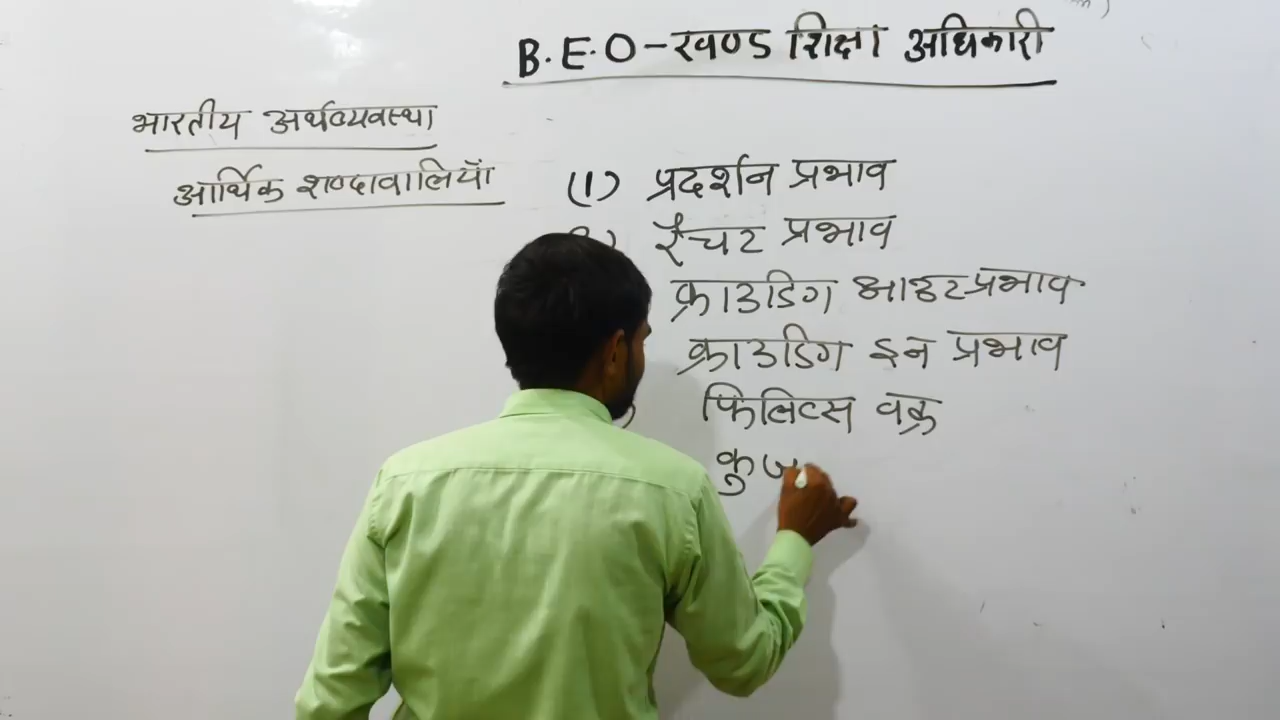 B.E.O - खण्ड शिक्षा अधिकारी
भारतीय अर्थव्यवस्था
आर्थिक शब्दावालियाँ
(1) प्रदर्शन प्रभाव
रैचट प्रभाव
क्राउडिंग आउट प्रभाव
क्राउडिंग इन प्रभाव
फिलिप्स वक्र